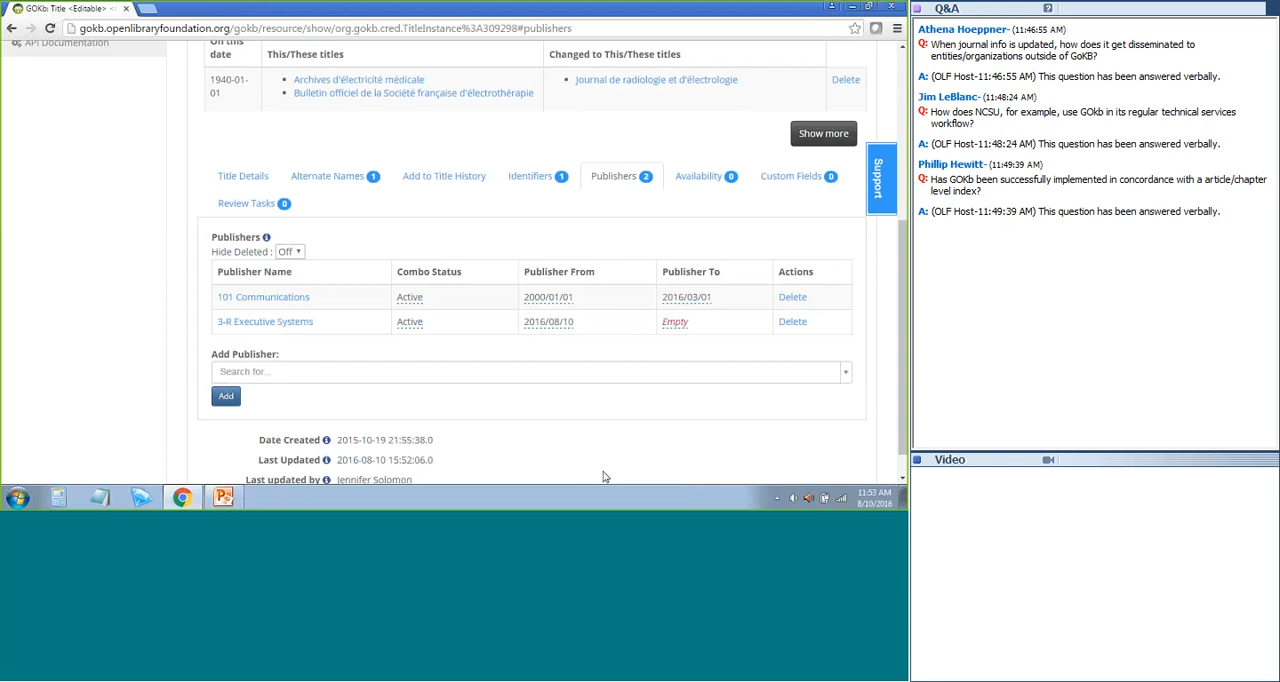 GOKb: Title <Editable>
gokb.openlibraryfoundation.org/gokb/resource/show/org.gokb.cred.TitleInstance%3A309298#publishers
API Documentation
On this date
This/These titles
Changed to This/These titles
1940-01-01
Archives d'électricité médicale
Bulletin officiel de la Société française d'électrothérapie
Journal de radiologie et d'électrologie
Delete
Show more
Support
Title Details
Alternate Names 1
Add to Title History
Identifiers 1
Publishers 2
Availability 0
Custom Fields 0
Review Tasks 0
Publishers
Hide Deleted : Off
Publisher Name Combo Status Publisher From Publisher To Actions
101 Communications Active 2000/01/01 2016/03/01 Delete
3-R Executive Systems Active 2016/08/10 Empty Delete
Add Publisher:
Search for...
Add
Date Created 2015-10-19 21:55:38.0
Last Updated 2016-08-10 15:52:06.0
Last updated by Jennifer Solomon
11:53 AM
8/10/2016
Q&A
Athena Hoeppner- (11:46:55 AM)
Q: When journal info is updated, how does it get disseminated to
entities/organizations outside of GoKB?
A: (OLF Host-11:46:55 AM) This question has been answered verbally.
Jim LeBlanc- (11:48:24 AM)
Q: How does NCSU, for example, use GOkb in its regular technical services
workflow?
A: (OLF Host-11:48:24 AM) This question has been answered verbally.
Phillip Hewitt- (11:49:39 AM)
Q: Has GOKb been successfully implemented in concordance with a article/chapter
level index?
A: (OLF Host-11:49:39 AM) This question has been answered verbally.
Video